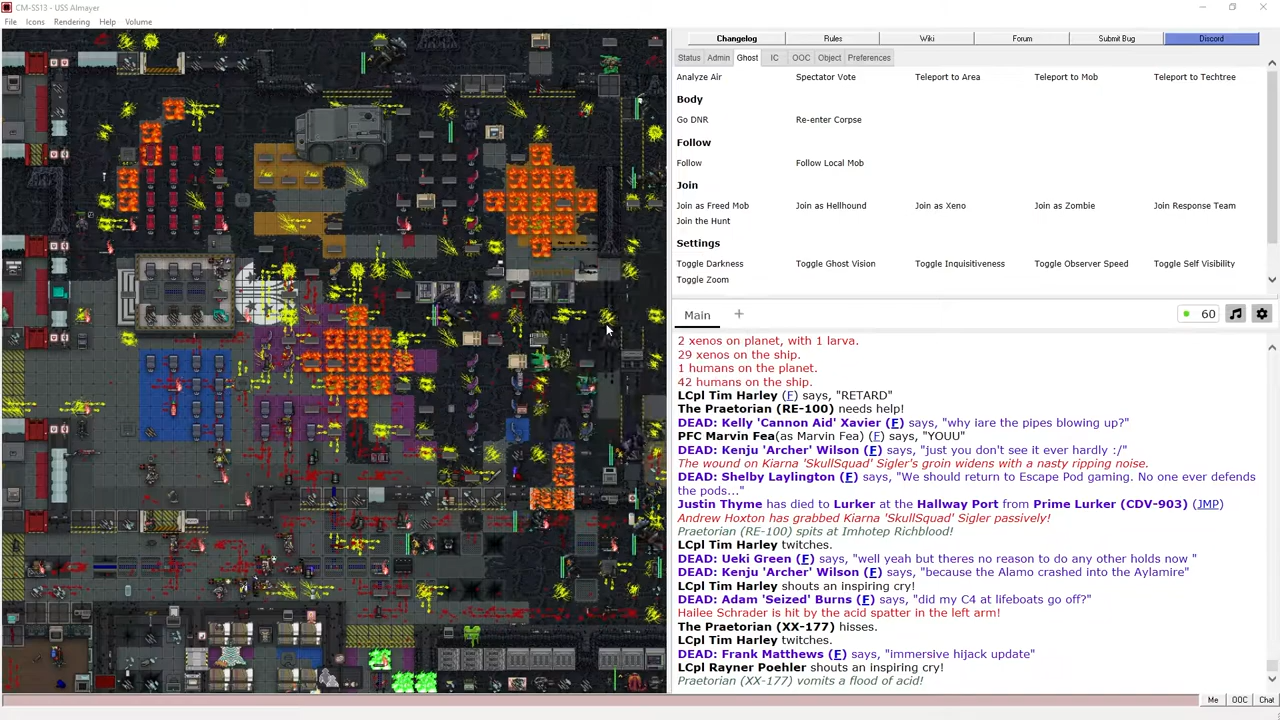 CM-SS13 - USS Almayer
File Icons Rendering Help Volume
Changelog Rules Wiki Forum Submit Bug Discord
Status Admin Ghost IC OOC Object Preferences
Analyze Air Spectator Vote Teleport to Area Teleport to Mob Teleport to Techtree
Body
Go DNR Re-enter Corpse
Follow
Follow Follow Local Mob
Join
Join as Freed Mob Join as Hellhound Join as Xeno Join as Zombie Join Response Team
Join the Hunt
Settings
Toggle Darkness Toggle Ghost Vision Toggle Inquisitiveness Toggle Observer Speed Toggle Self Visibility
Toggle Zoom
Main + 60
2 xenos on planet, with 1 larva.
29 xenos on the ship.
1 humans on the planet.
42 humans on the ship.
LCpl Tim Harley (F) says, "RETARD"
The Praetorian (RE-100) needs help!
DEAD: Kelly 'Cannon Aid' Xavier (F) says, "why iare the pipes blowing up?"
PFC Marvin Fea(as Marvin Fea) (F) says, "YOUU"
DEAD: Kenju 'Archer' Wilson (F) says, "just you don't see it ever hardly :/"
The wound on Kiarna 'SkullSquad' Sigler's groin widens with a nasty ripping noise.
DEAD: Shelby Laylington (F) says, "We should return to Escape Pod gaming. No one ever defends
the pods..."
Justin Thyme has died to Lurker at the Hallway Port from Prime Lurker (CDV-903) (JMP)
Andrew Hoxton has grabbed Kiarna 'SkullSquad' Sigler passively!
Praetorian (RE-100) spits at Imhotep Richblood!
LCpl Tim Harley twitches.
DEAD: Ueki Green (F) says, "well yeah but theres no reason to do any other holds now "
DEAD: Kenju 'Archer' Wilson (F) says, "because the Alamo crashed into the Aylamire"
LCpl Tim Harley shouts an inspiring cry!
DEAD: Adam 'Seized' Burns (F) says, "did my C4 at lifeboats go off?"
Hailee Schrader is hit by the acid spatter in the left arm!
The Praetorian (XX-177) hisses.
LCpl Tim Harley twitches.
DEAD: Frank Matthews (F) says, "immersive hijack update"
LCpl Rayner Poehler shouts an inspiring cry!
Praetorian (XX-177) vomits a flood of acid!
Me OOC Chat